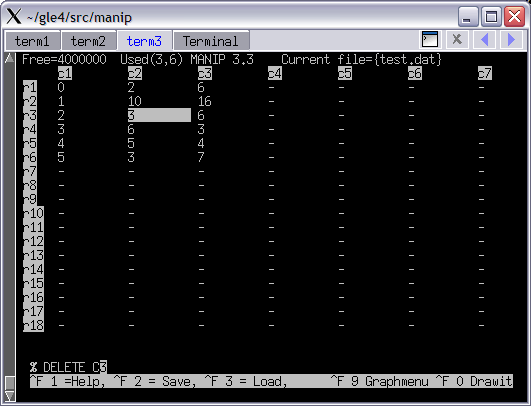 ~/gle4/src/manip
term1 term2 term3 Terminal
Free=4000000 Used(3,6) MANIP 3.3 Current file={test.dat}
c1 c2 c3 c4 c5 c6 c7
r1 0 2 6 - - - -
r2 1 10 16 - - - -
r3 2 3 6 - - - -
r4 3 6 3 - - - -
r5 4 5 4 - - - -
r6 5 3 7 - - - -
r7 - - - - - - -
r8 - - - - - - -
r9 - - - - - - -
r10 - - - - - - -
r11 - - - - - - -
r12 - - - - - - -
r13 - - - - - - -
r14 - - - - - - -
r15 - - - - - - -
r16 - - - - - - -
r17 - - - - - - -
r18 - - - - - - -
% DELETE C3
^F 1 =Help, ^F 2 = Save, ^F 3 = Load, ^F 9 Graphmenu ^F 0 Drawit